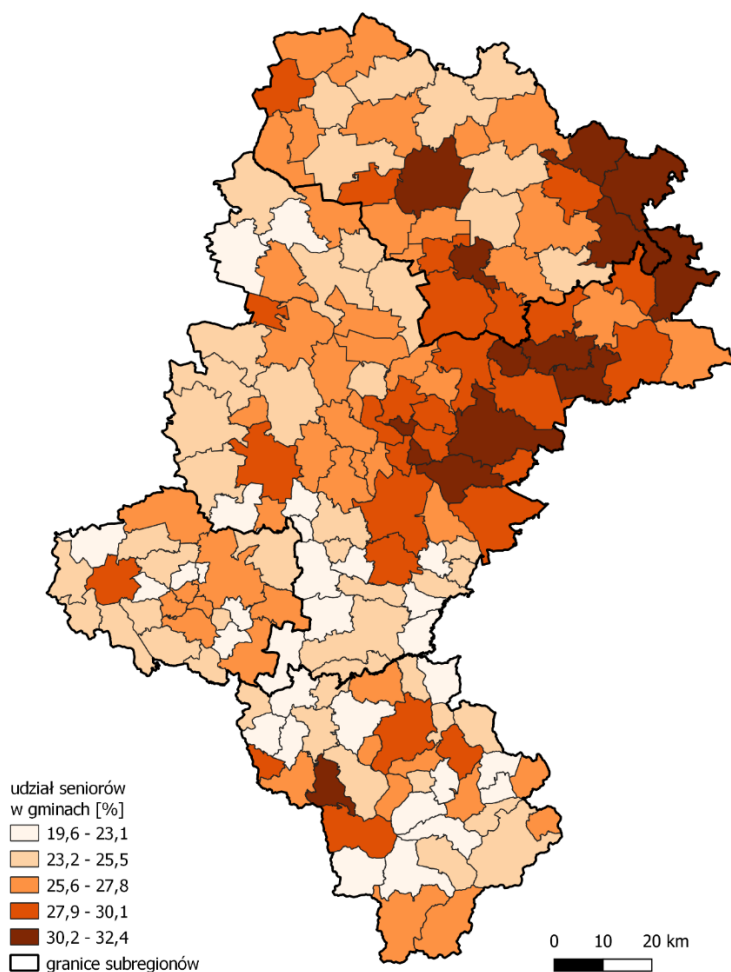 udział seniorów
w gminach [%]
19,6 - 23,1
23,2 - 25,5
25,6 - 27,8
27,9 - 30,1
30,2 - 32,4
granice subregionów
0 10 20 km